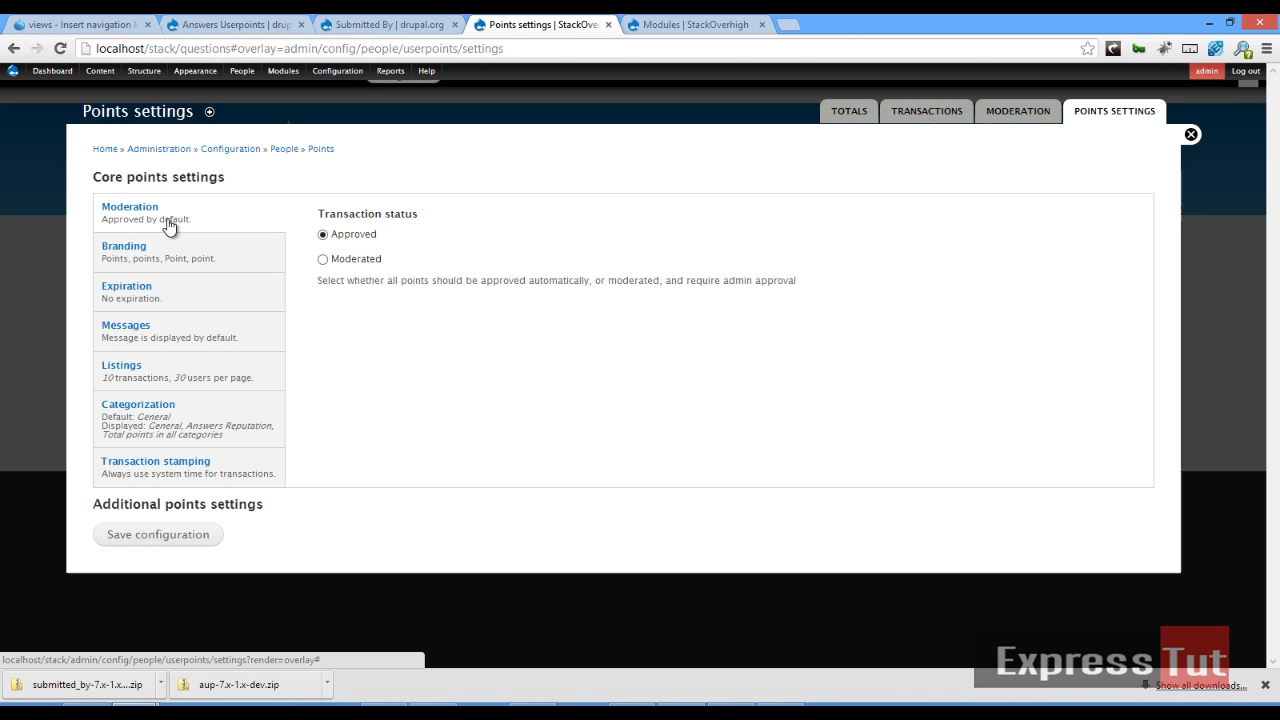 views - Insert navigation l
Answers Userpoints | drup
Submitted By | drupal.org
Points settings | StackOve
Modules | StackOverhigh
localhost/stack/questions#overlay=admin/config/people/userpoints/settings
Dashboard Content Structure Appearance People Modules Configuration Reports Help
admin Log out
Points settings
TOTALS TRANSACTIONS MODERATION POINTS SETTINGS
Home » Administration » Configuration » People » Points
Core points settings
Moderation
Approved by default.
Branding
Points, points, Point, point.
Expiration
No expiration.
Messages
Message is displayed by default.
Listings
10 transactions, 30 users per page.
Categorization
Default: General
Displayed: General, Answers Reputation,
Total points in all categories
Transaction stamping
Always use system time for transactions.
Transaction status
Approved
Moderated
Select whether all points should be approved automatically, or moderated, and require admin approval
Additional points settings
Save configuration
localhost/stack/admin/config/people/userpoints/settings?render=overlay#
submitted_by-7.x-1.x....zip
aup-7.x-1.x-dev.zip
Express Tut
Show all downloads...